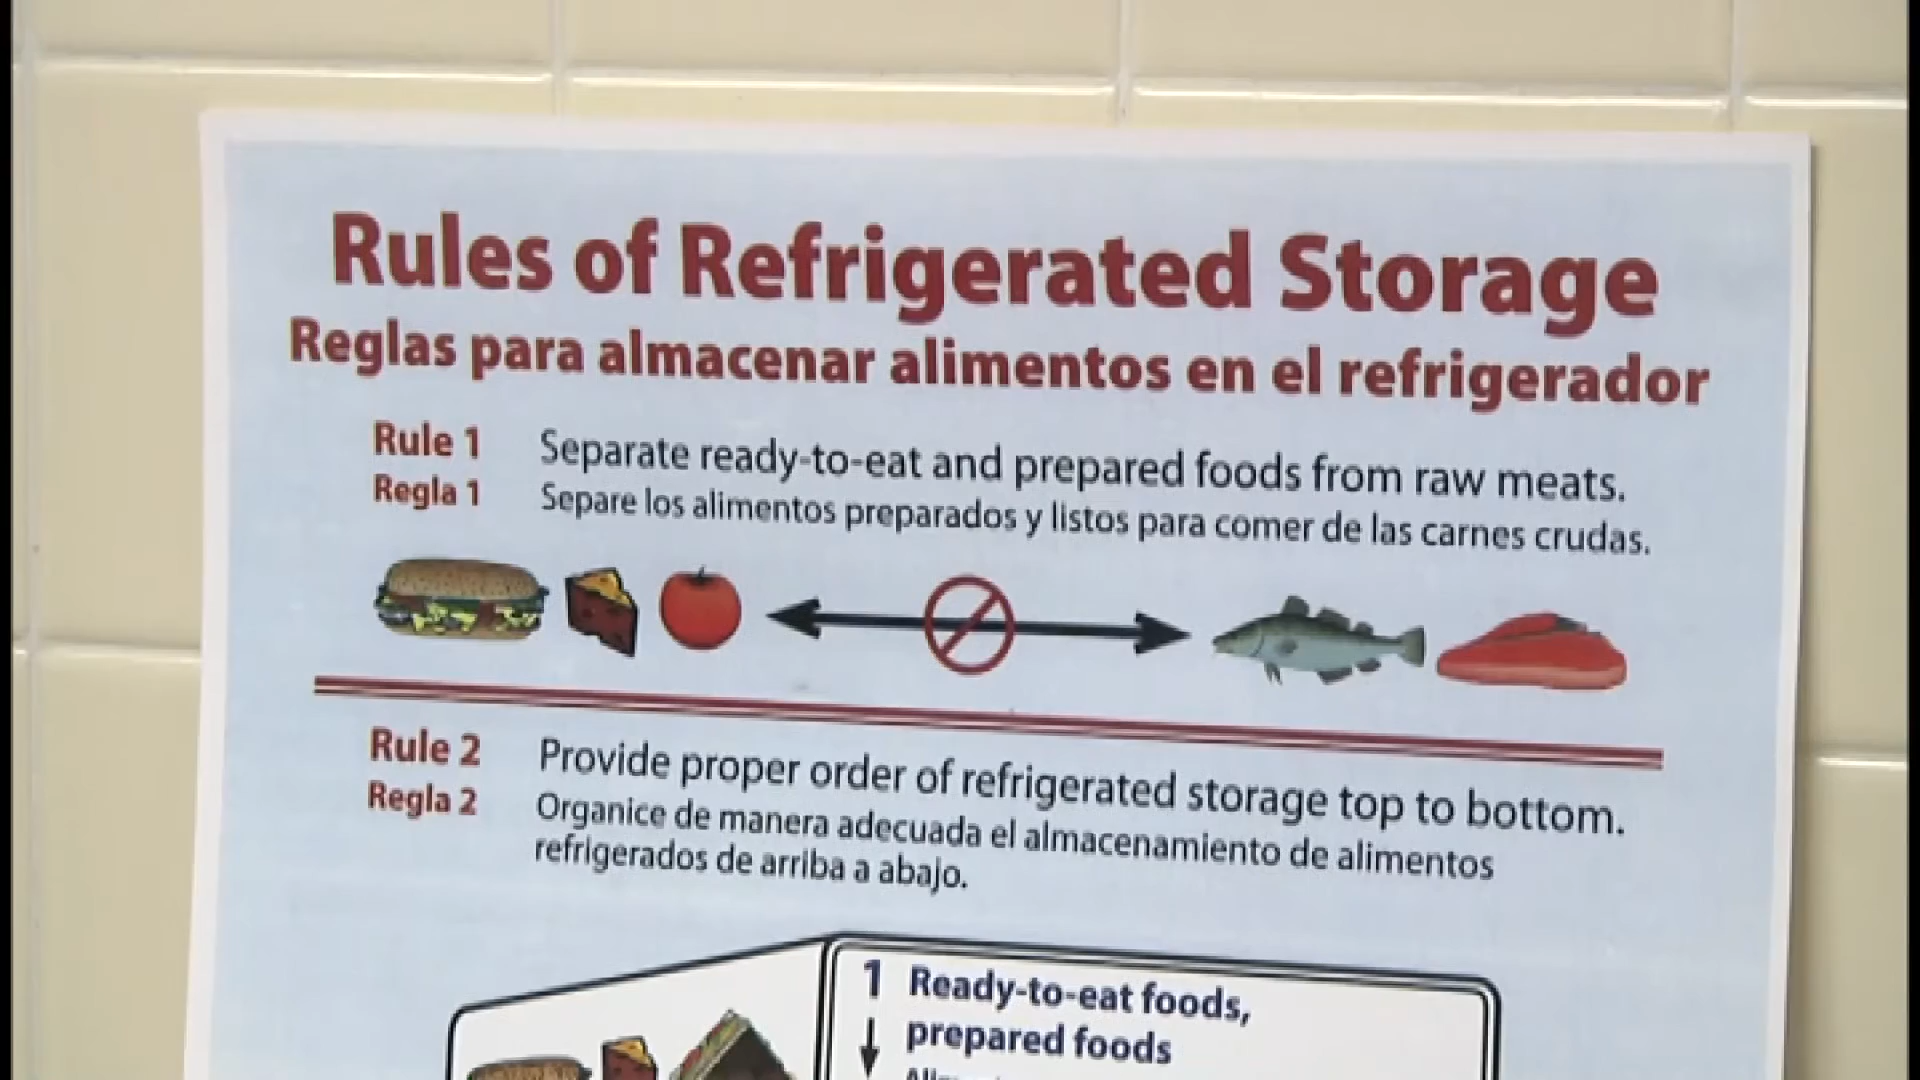 Rules of Refrigerated Storage
Reglas para almacenar alimentos en el refrigerador
Rule 1 Separate ready-to-eat and prepared foods from raw meats.
Regla 1 Separe los alimentos preparados y listos para comer de las carnes crudas.
Rule 2 Provide proper order of refrigerated storage top to bottom.
Regla 2 Organice de manera adecuada el almacenamiento de alimentos
refrigerados de arriba a abajo.
1 Ready-to-eat foods,
prepared foods